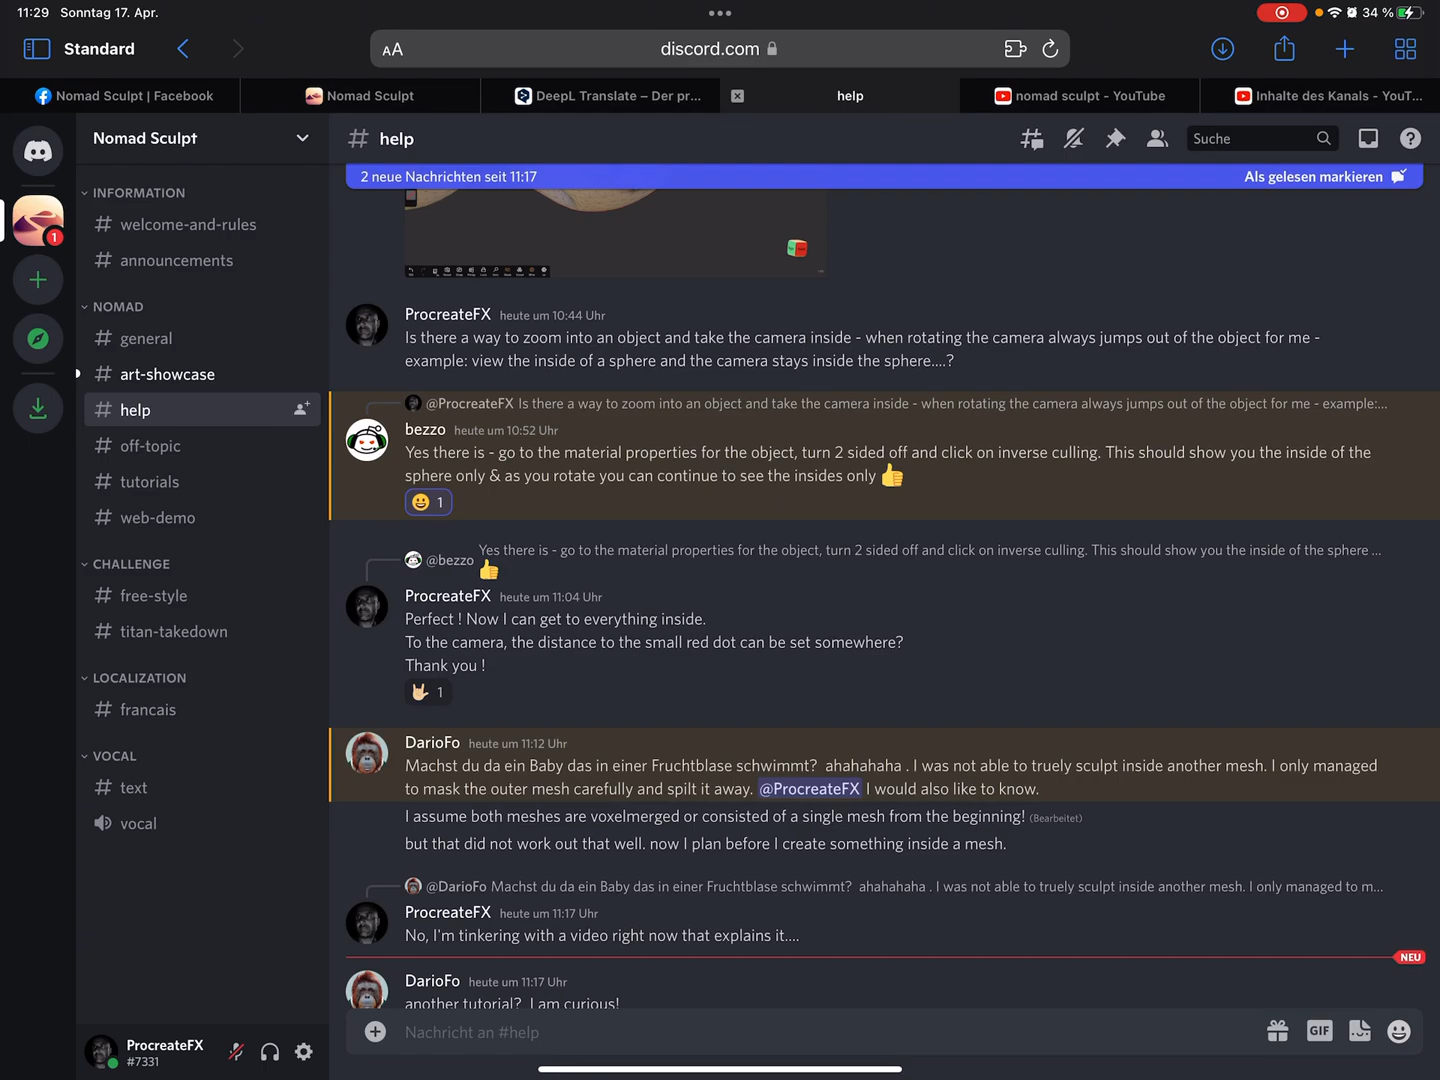 11:29 Sonntag 17. Apr.
34 %
Standard
AA
discord.com
Nomad Sculpt | Facebook
Nomad Sculpt
DeepL Translate – Der pr...
help
nomad sculpt - YouTube
Inhalte des Kanals - YouT...
Nomad Sculpt
# help
Suche
2 neue Nachrichten seit 11:17
Als gelesen markieren
1
INFORMATION
# welcome-and-rules
# announcements
NOMAD
# general
# art-showcase
# help
# off-topic
# tutorials
# web-demo
CHALLENGE
# free-style
# titan-takedown
LOCALIZATION
# francais
VOCAL
# text
vocal
ProcreateFX
#7331
ProcreateFX heute um 10:44 Uhr
Is there a way to zoom into an object and take the camera inside - when rotating the camera always jumps out of the object for me -
example: view the inside of a sphere and the camera stays inside the sphere....?
@ProcreateFX Is there a way to zoom into an object and take the camera inside - when rotating the camera always jumps out of the object for me - example:...
bezzo heute um 10:52 Uhr
Yes there is - go to the material properties for the object, turn 2 sided off and click on inverse culling. This should show you the inside of the
sphere only & as you rotate you can continue to see the insides only 👍
😀 1
@bezzo Yes there is - go to the material properties for the object, turn 2 sided off and click on inverse culling. This should show you the inside of the sphere ...
👍
ProcreateFX heute um 11:04 Uhr
Perfect ! Now I can get to everything inside.
To the camera, the distance to the small red dot can be set somewhere?
Thank you !
🤟 1
DarioFo heute um 11:12 Uhr
Machst du da ein Baby das in einer Fruchtblase schwimmt? ahahahaha . I was not able to truely sculpt inside another mesh. I only managed
to mask the outer mesh carefully and spilt it away. @ProcreateFX I would also like to know.
I assume both meshes are voxelmerged or consisted of a single mesh from the beginning! (Bearbeitet)
but that did not work out that well. now I plan before I create something inside a mesh.
@DarioFo Machst du da ein Baby das in einer Fruchtblase schwimmt? ahahahaha . I was not able to truely sculpt inside another mesh. I only managed to m...
ProcreateFX heute um 11:17 Uhr
No, I'm tinkering with a video right now that explains it....
NEU
DarioFo heute um 11:17 Uhr
another tutorial? I am curious!
Nachricht an #help
GIF